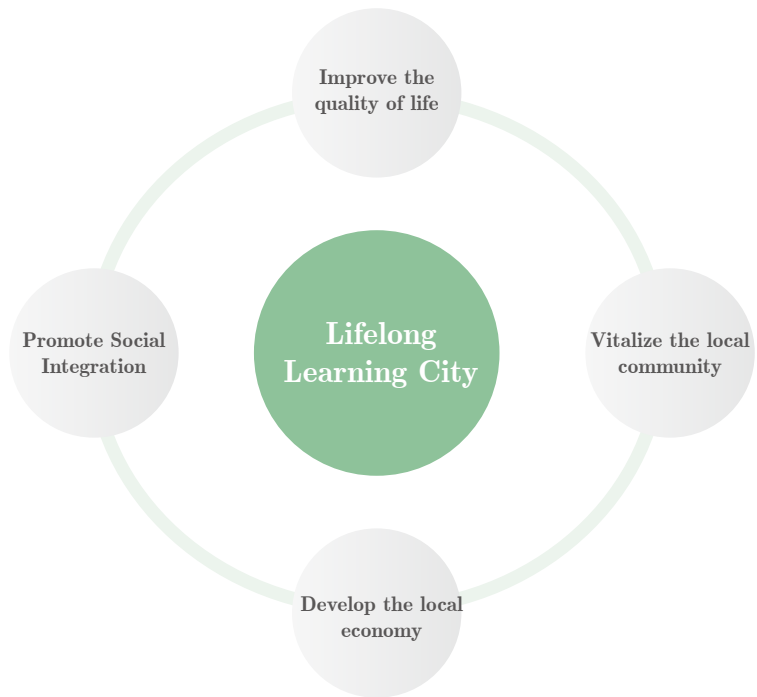 Improve the
quality of life
Lifelong
Learning City
Promote Social
Integration
Vitalize the local
community
Develop the local
economy